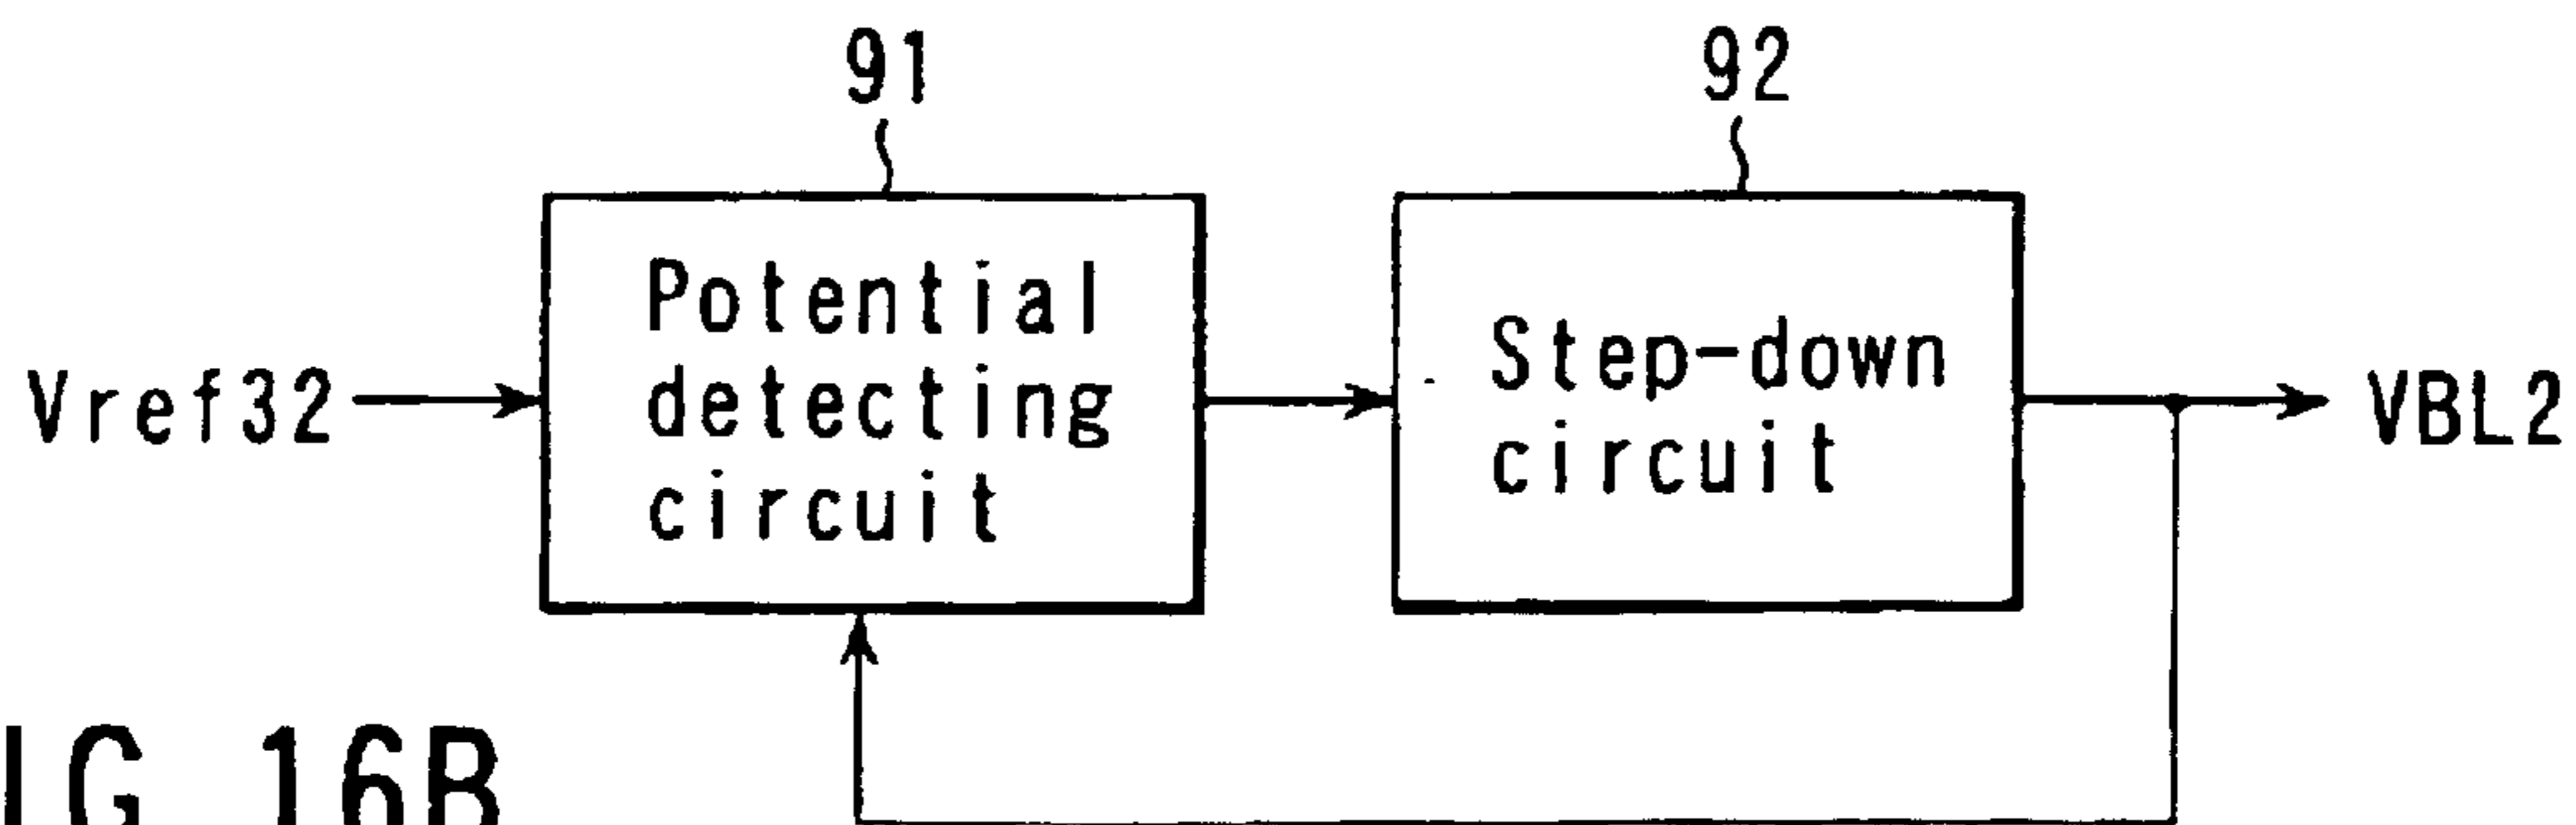 91
92
Potential
detecting
circuit
Step-down
circuit
Vref32
VBL2
IG 16B